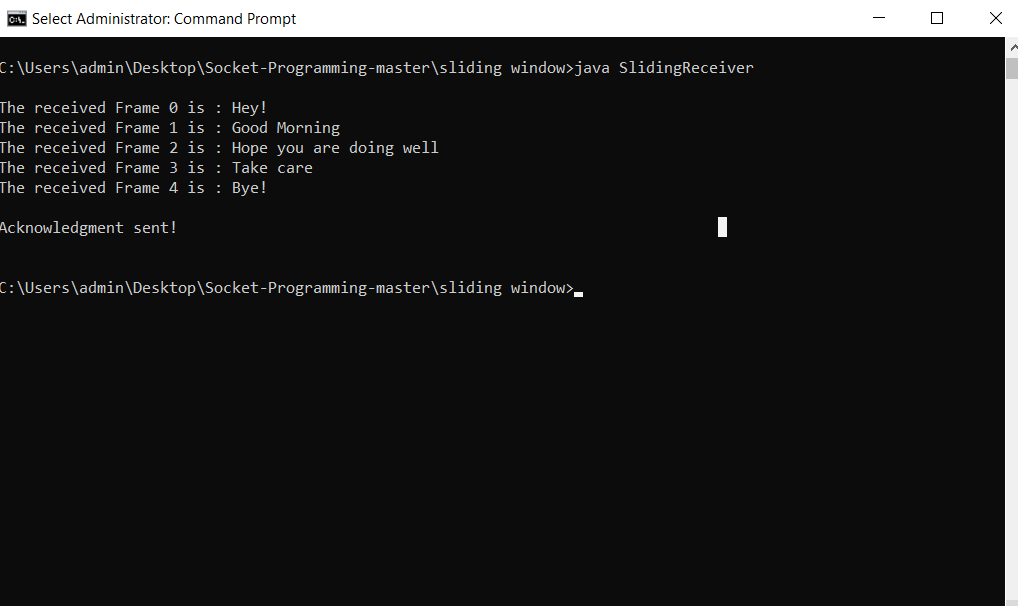 Select Administrator: Command Prompt
C:\Users\admin\Desktop\Socket-Programming-master\sliding window>java SlidingReceiver
The received Frame 0 is : Hey!
The received Frame 1 is : Good Morning
The received Frame 2 is : Hope you are doing well
The received Frame 3 is : Take care
The received Frame 4 is : Bye!
Acknowledgment sent!
C:\Users\admin\Desktop\Socket-Programming-master\sliding window>